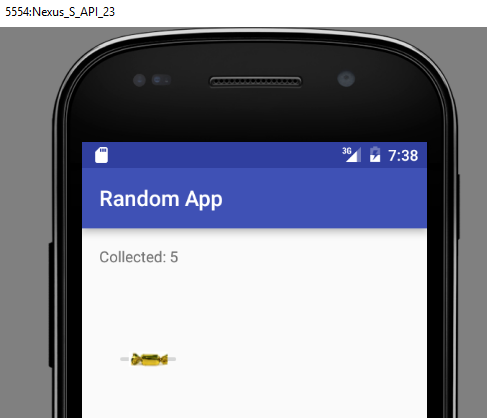 5554:Nexus_S_API_23
3G 7:38
Random App
Collected: 5